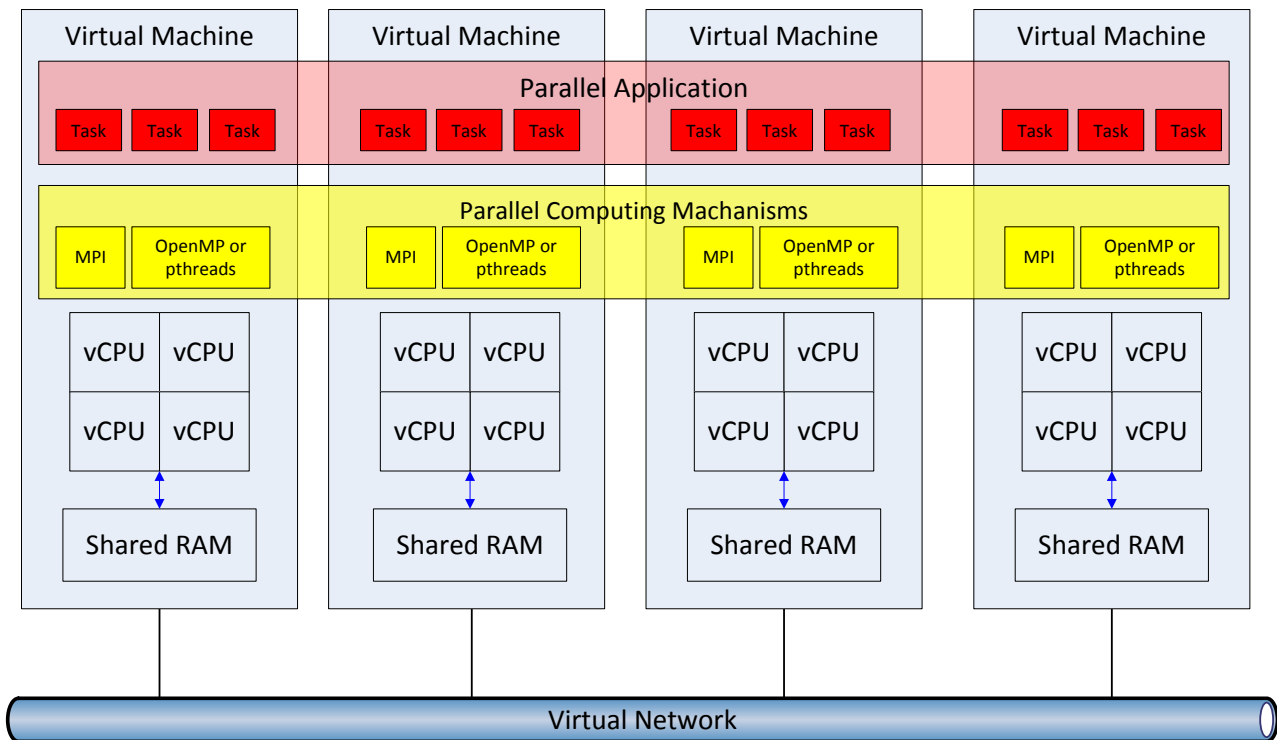 Virtual Machine Virtual Machine Virtual Machine Virtual Machine
Parallel Application
Task Task Task Task Task Task Task Task Task Task Task Task
Parallel Computing Machanisms
MPI OpenMP or pthreads MPI OpenMP or pthreads MPI OpenMP or pthreads MPI OpenMP or pthreads
vCPU vCPU vCPU vCPU vCPU vCPU vCPU vCPU
vCPU vCPU vCPU vCPU vCPU vCPU vCPU vCPU
Shared RAM Shared RAM Shared RAM Shared RAM
Virtual Network